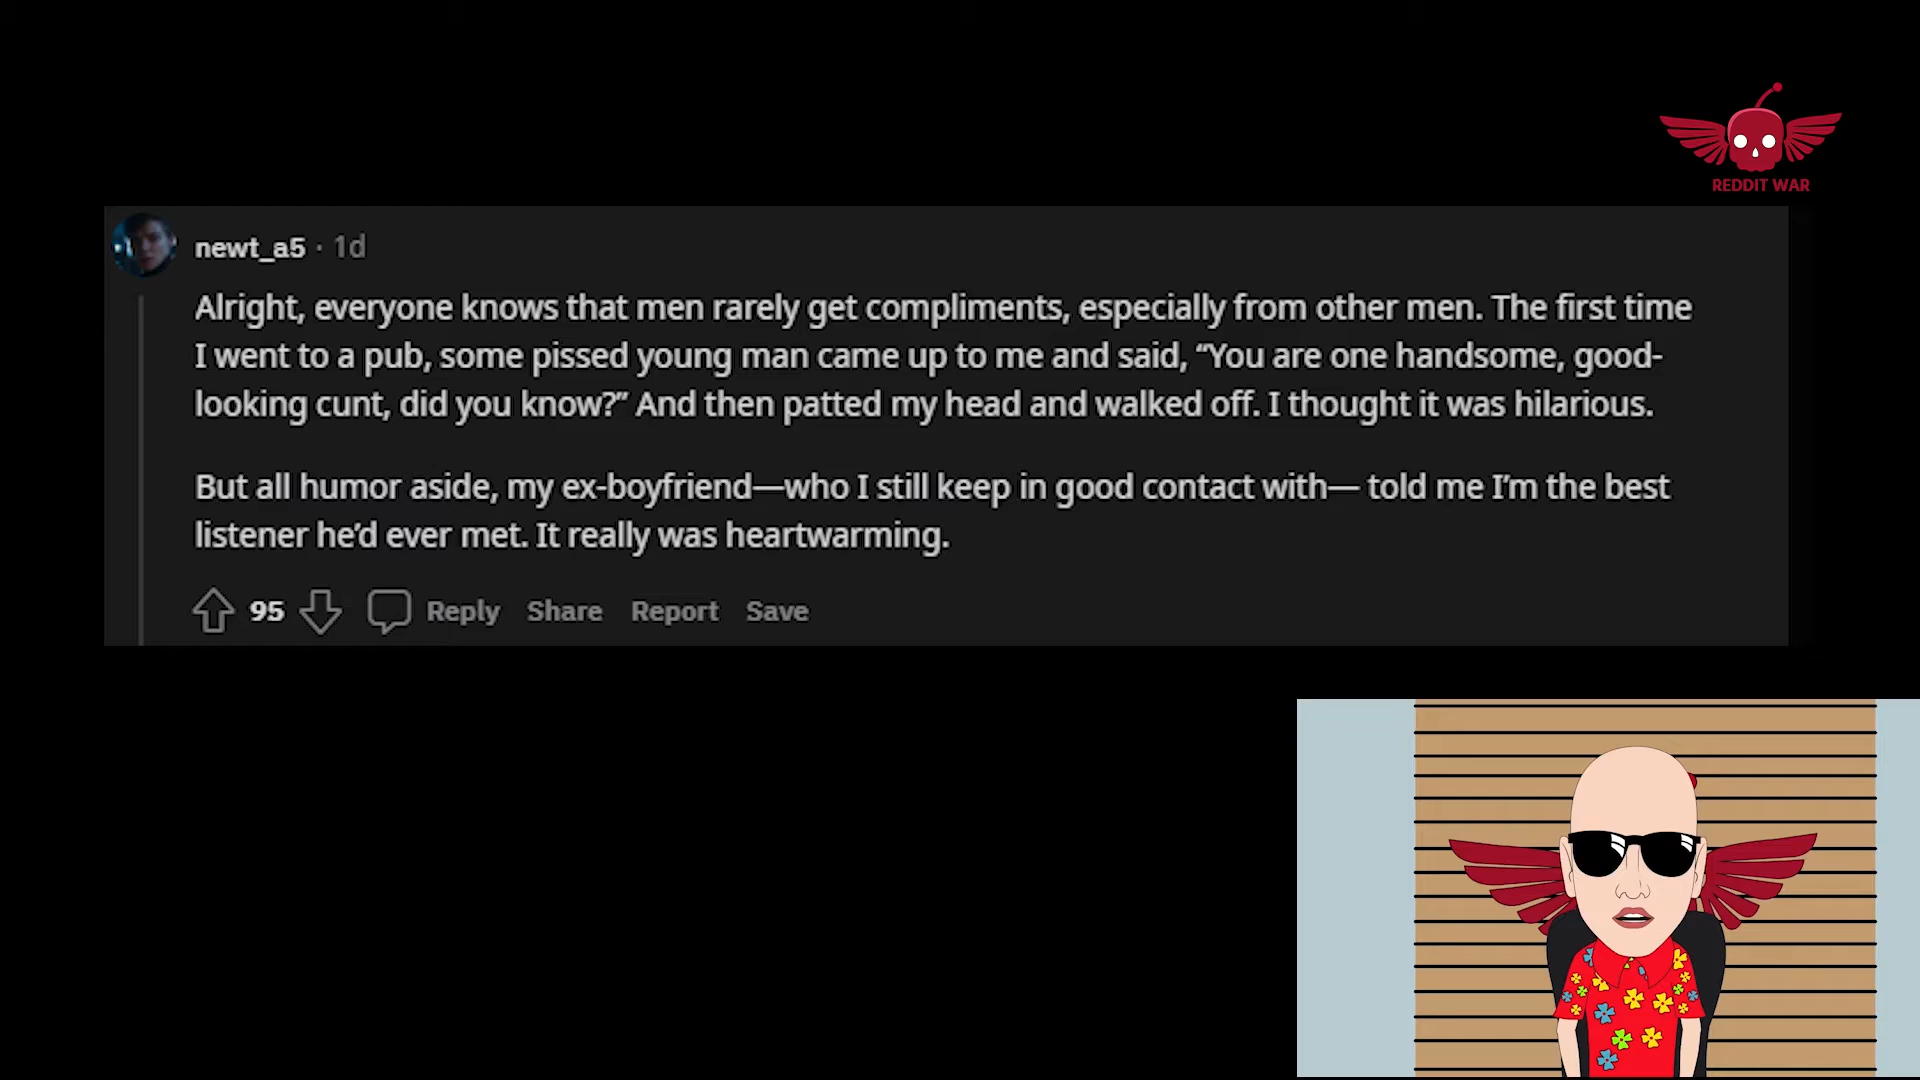 REDDIT WAR
newt_a5 · 1d
Alright, everyone knows that men rarely get compliments, especially from other men. The first time
I went to a pub, some pissed young man came up to me and said, “You are one handsome, good-
looking cunt, did you know?” And then patted my head and walked off. I thought it was hilarious.
But all humor aside, my ex-boyfriend—who I still keep in good contact with— told me I’m the best
listener he’d ever met. It really was heartwarming.
95 Reply Share Report Save